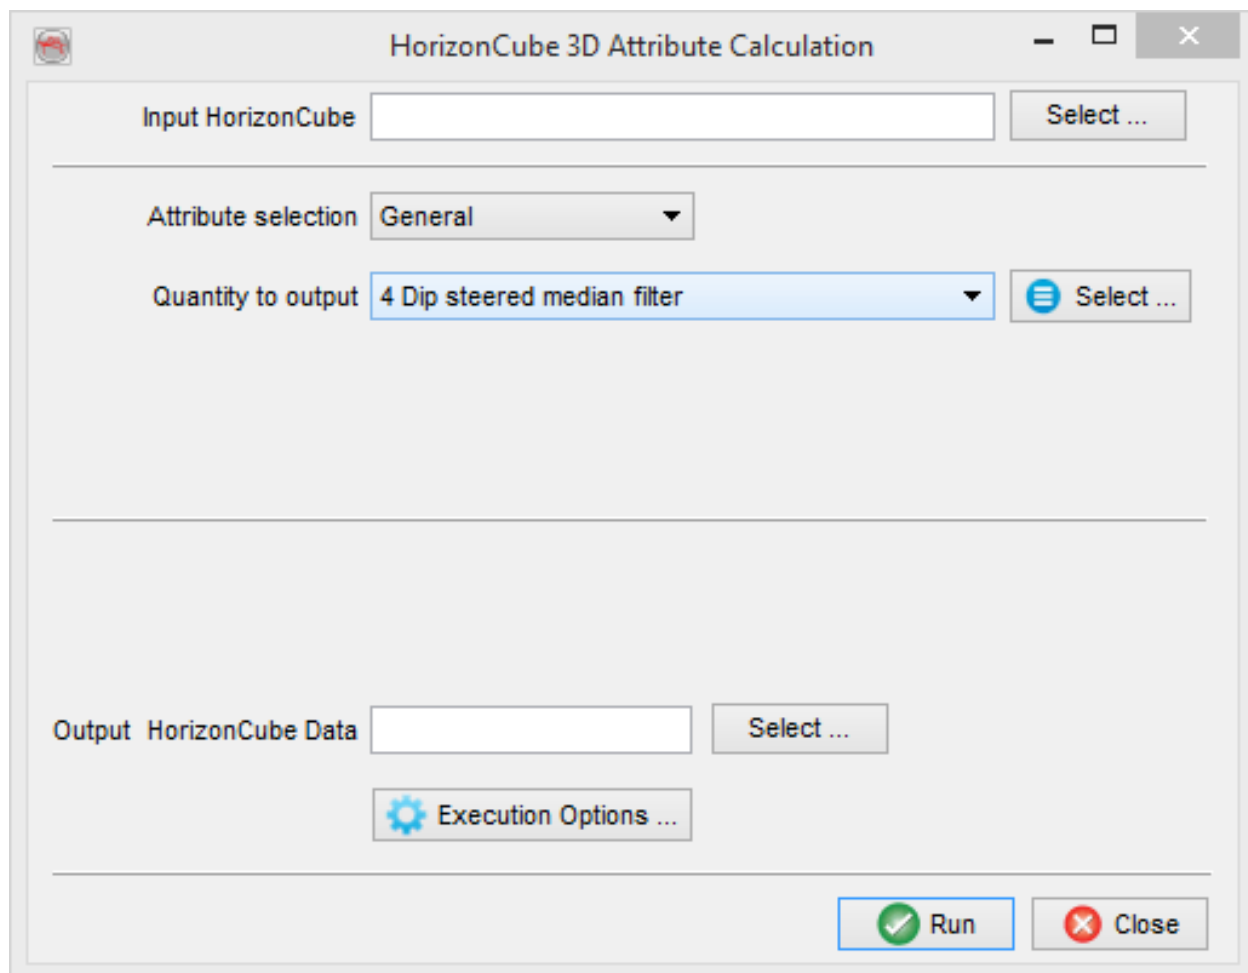 HorizonCube 3D Attribute Calculation
Input HorizonCube Select ...
Attribute selection General
Quantity to output 4 Dip steered median filter Select ...
Output HorizonCube Data Select ...
Execution Options ...
Run Close